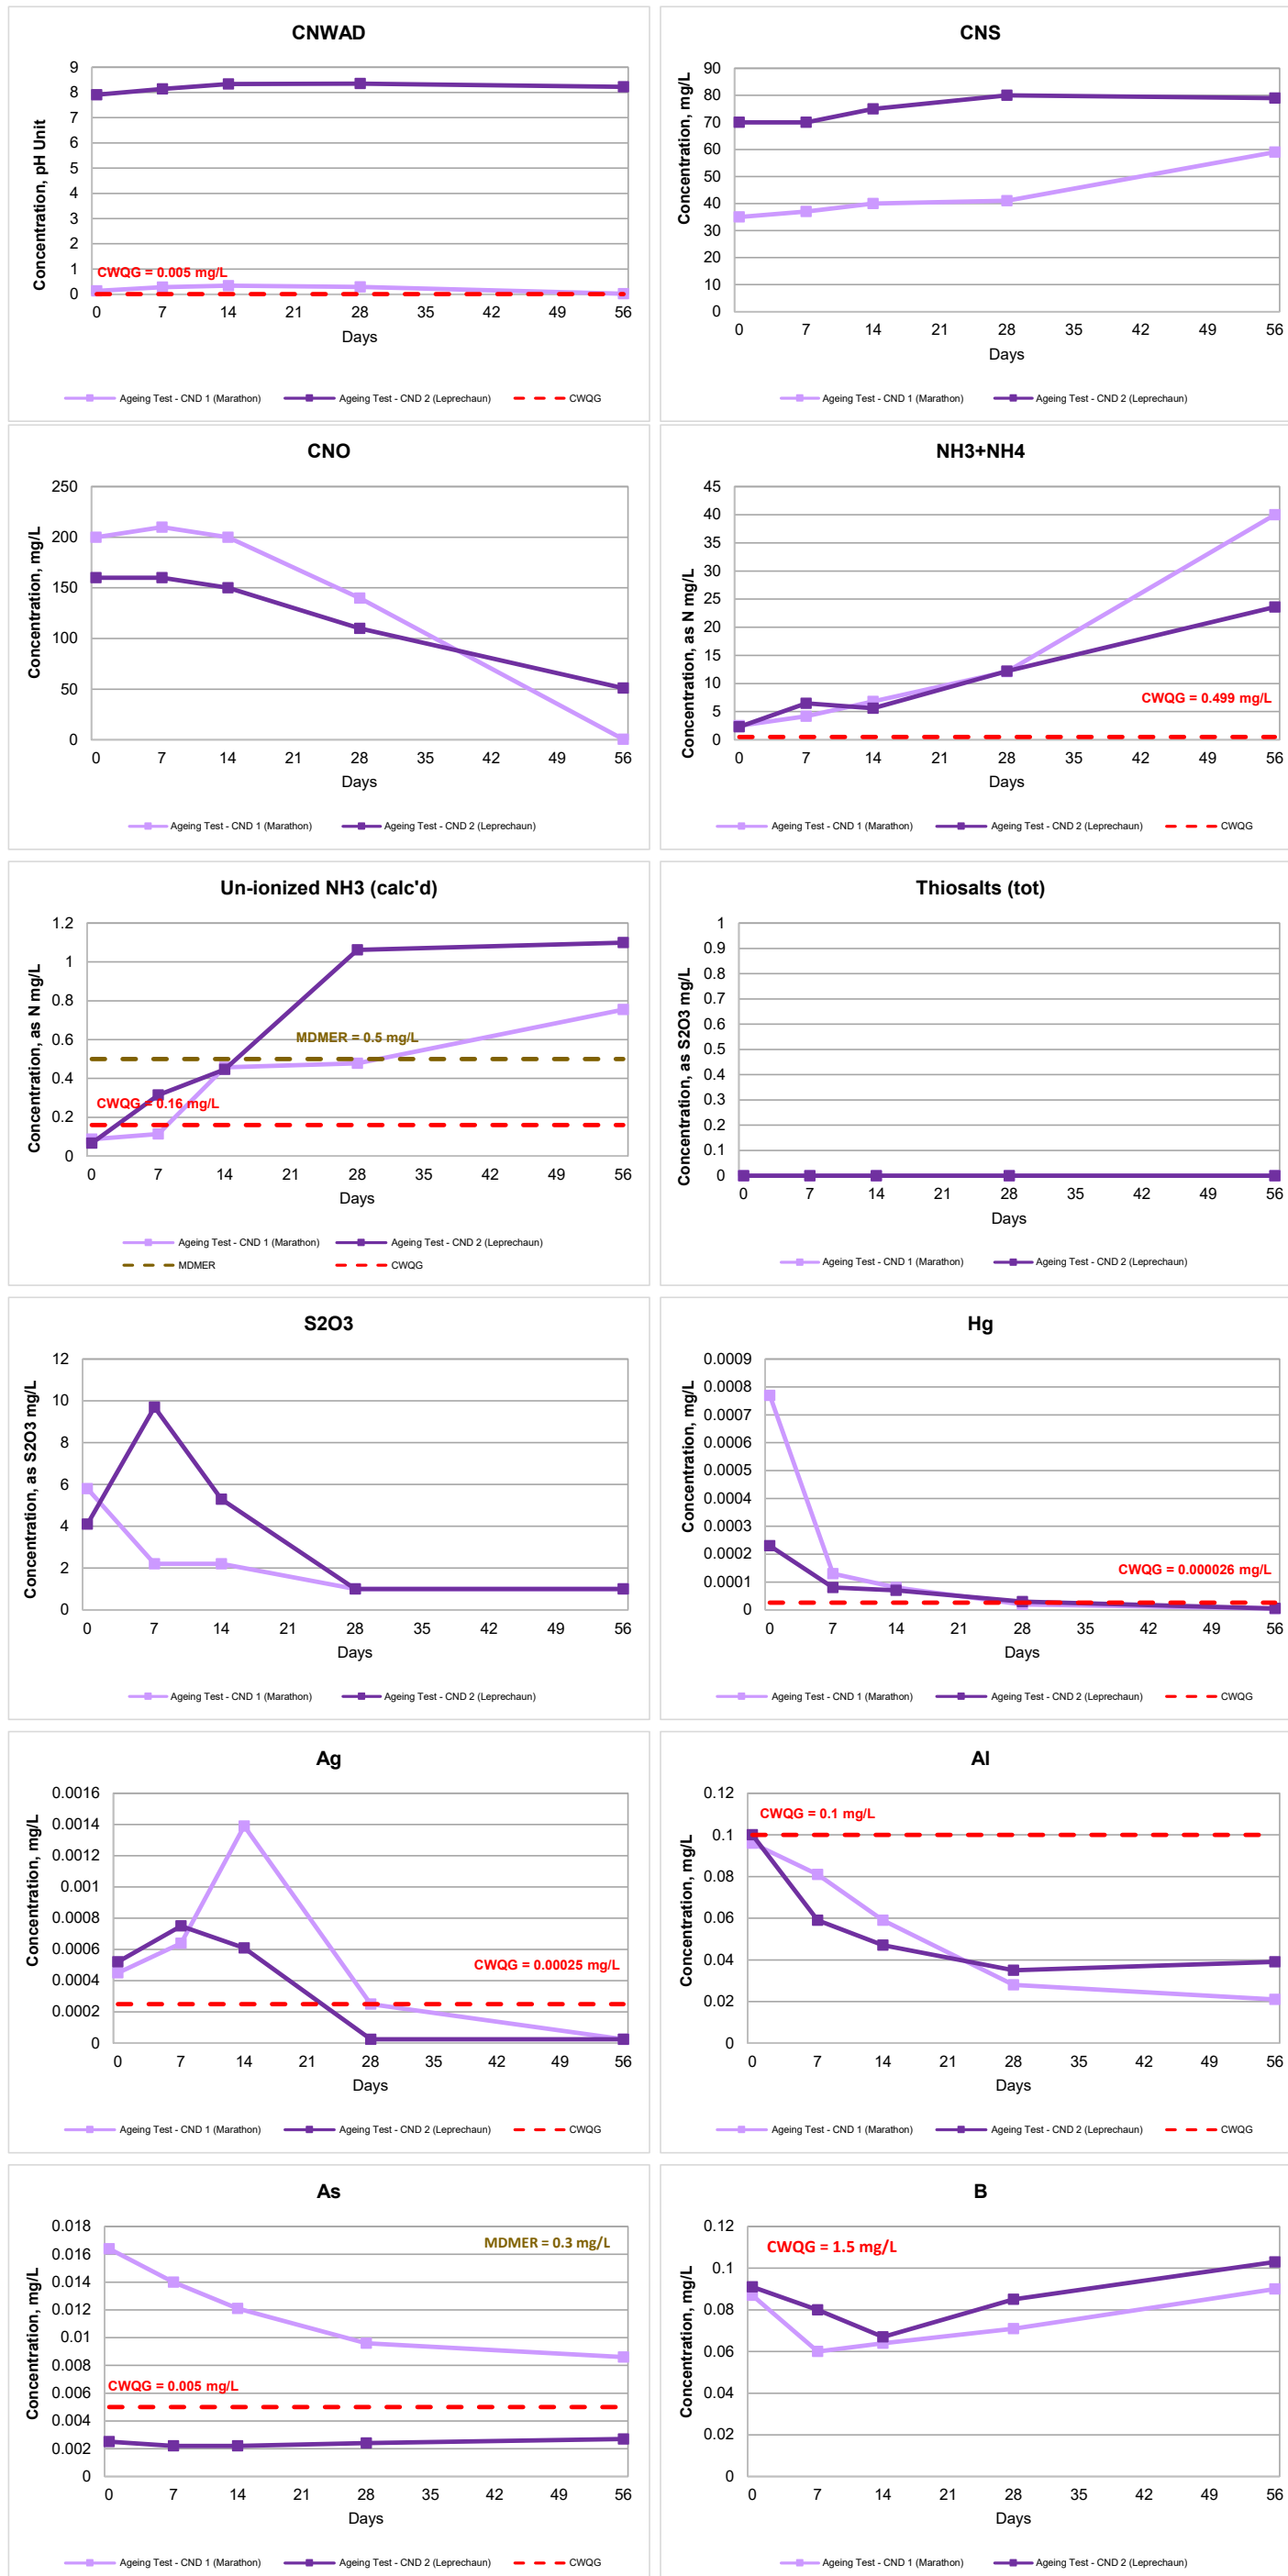 CNWAD
Concentration, pH Unit
9
8
7
6
5
4
3
2
1
0
CWQG = 0.005 mg/L
0 7 14 21 28 35 42 49 56
Days
Ageing Test - CND 1 (Marathon) Ageing Test - CND 2 (Leprechaun) CWQG
CNS
Concentration, mg/L
90
80
70
60
50
40
30
20
10
0
0 7 14 21 28 35 42 49 56
Days
Ageing Test - CND 1 (Marathon) Ageing Test - CND 2 (Leprechaun)
CNO
Concentration, mg/L
250
200
150
100
50
0
0 7 14 21 28 35 42 49 56
Days
Ageing Test - CND 1 (Marathon) Ageing Test - CND 2 (Leprechaun)
NH3+NH4
Concentration, as N mg/L
45
40
35
30
25
20
15
10
5
0
CWQG = 0.499 mg/L
0 7 14 21 28 35 42 49 56
Days
Ageing Test - CND 1 (Marathon) Ageing Test - CND 2 (Leprechaun) CWQG
Un-ionized NH3 (calc'd)
Concentration, as N mg/L
1.2
1
0.8
0.6
0.4
0.2
0
MDMER = 0.5 mg/L
CWQG = 0.16 mg/L
0 7 14 21 28 35 42 49 56
Days
Ageing Test - CND 1 (Marathon) Ageing Test - CND 2 (Leprechaun)
MDMER CWQG
Thiosalts (tot)
Concentration, as S2O3 mg/L
1
0.9
0.8
0.7
0.6
0.5
0.4
0.3
0.2
0.1
0
0 7 14 21 28 35 42 49 56
Days
Ageing Test - CND 1 (Marathon) Ageing Test - CND 2 (Leprechaun)
S2O3
Concentration, as S2O3 mg/L
12
10
8
6
4
2
0
0 7 14 21 28 35 42 49 56
Days
Ageing Test - CND 1 (Marathon) Ageing Test - CND 2 (Leprechaun)
Hg
Concentration, mg/L
0.0009
0.0008
0.0007
0.0006
0.0005
0.0004
0.0003
0.0002
0.0001
0
CWQG = 0.000026 mg/L
0 7 14 21 28 35 42 49 56
Days
Ageing Test - CND 1 (Marathon) Ageing Test - CND 2 (Leprechaun) CWQG
Ag
Concentration, mg/L
0.0016
0.0014
0.0012
0.001
0.0008
0.0006
0.0004
0.0002
0
CWQG = 0.00025 mg/L
0 7 14 21 28 35 42 49 56
Days
Ageing Test - CND 1 (Marathon) Ageing Test - CND 2 (Leprechaun) CWQG
Al
Concentration, mg/L
0.12
0.1
0.08
0.06
0.04
0.02
0
CWQG = 0.1 mg/L
0 7 14 21 28 35 42 49 56
Days
Ageing Test - CND 1 (Marathon) Ageing Test - CND 2 (Leprechaun) CWQG
As
Concentration, mg/L
0.018
0.016
0.014
0.012
0.01
0.008
0.006
0.004
0.002
0
MDMER = 0.3 mg/L
CWQG = 0.005 mg/L
0 7 14 21 28 35 42 49 56
Days
Ageing Test - CND 1 (Marathon) Ageing Test - CND 2 (Leprechaun) CWQG
B
Concentration, mg/L
0.12
0.1
0.08
0.06
0.04
0.02
0
CWQG = 1.5 mg/L
0 7 14 21 28 35 42 49 56
Days
Ageing Test - CND 1 (Marathon) Ageing Test - CND 2 (Leprechaun)